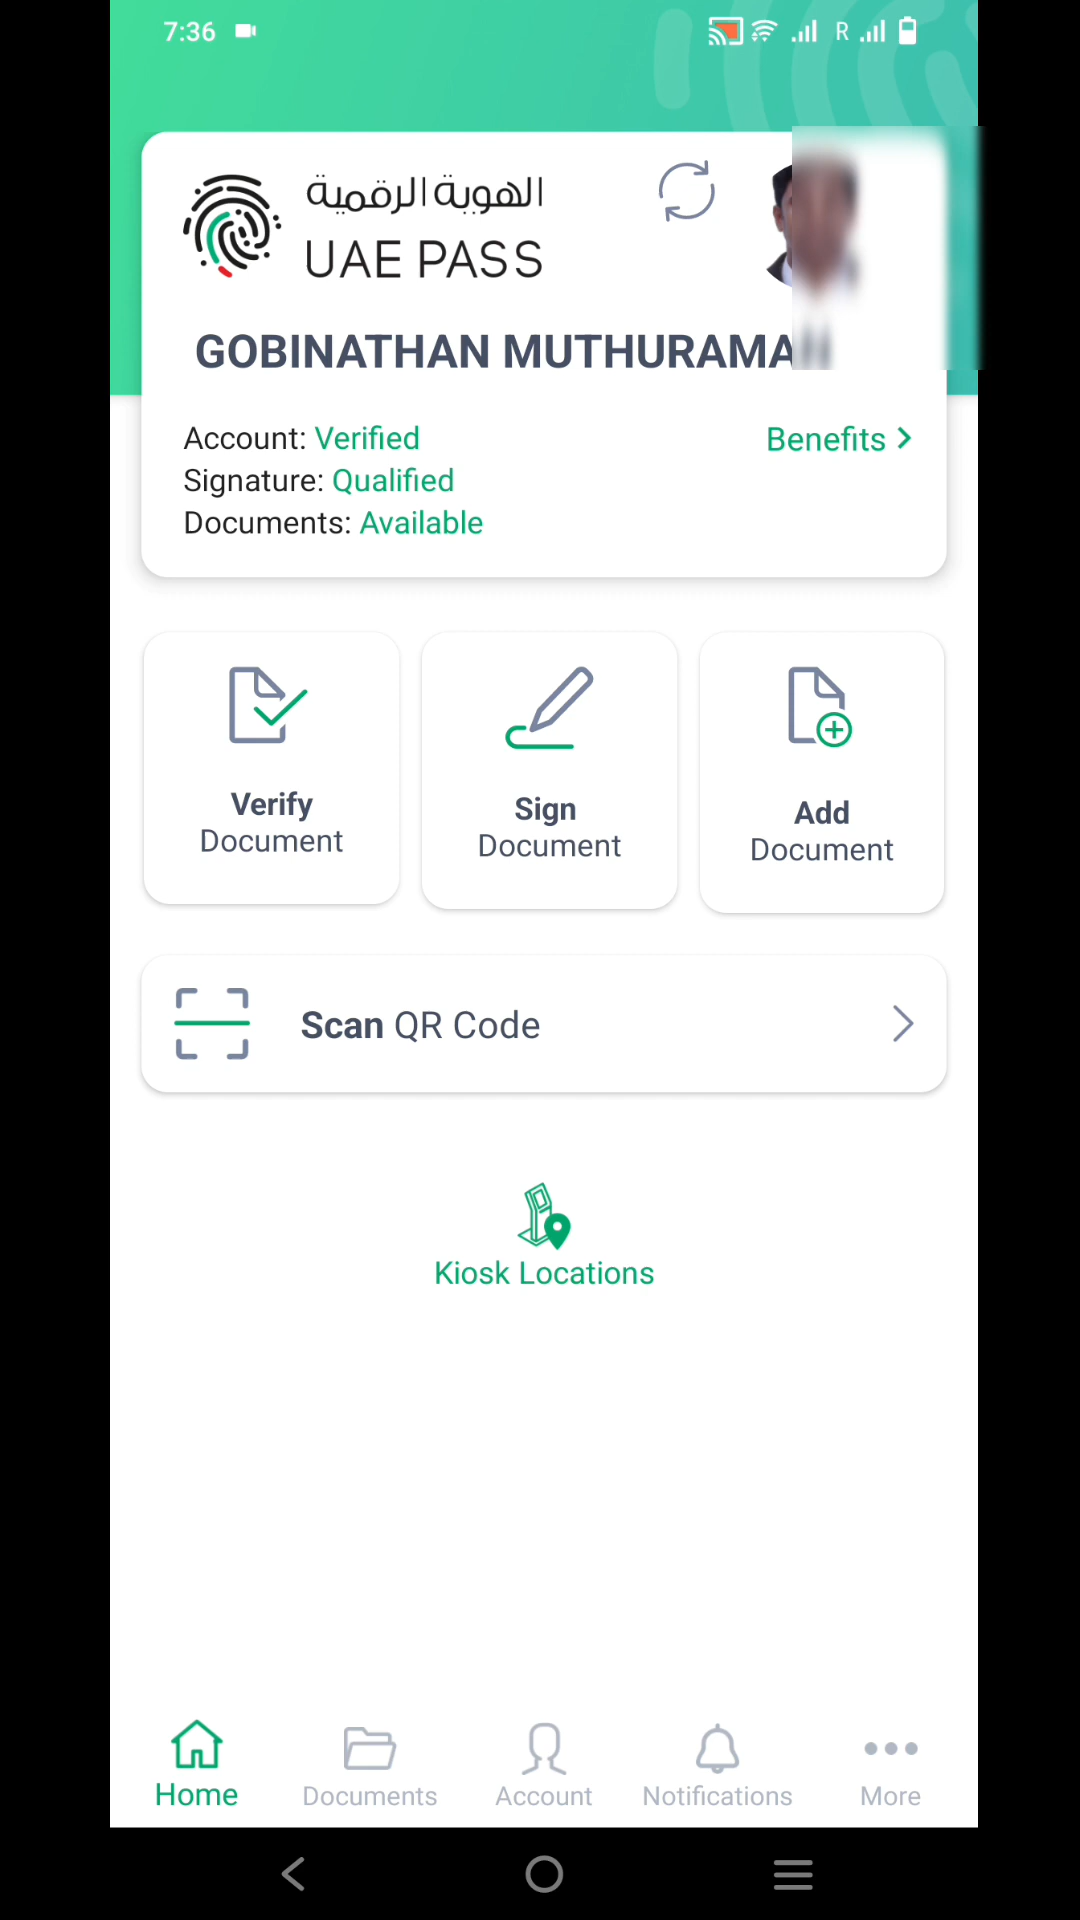 7:36
R
الهوية الرقمية
UAE PASS
GOBINATHAN
Account: Verified
Benefits
Signature: Qualified
Documents: Available
Verify
Document
Sign
Document
Add
Document
Scan QR Code
Kiosk Locations
Home
Documents
Account
Notifications
More